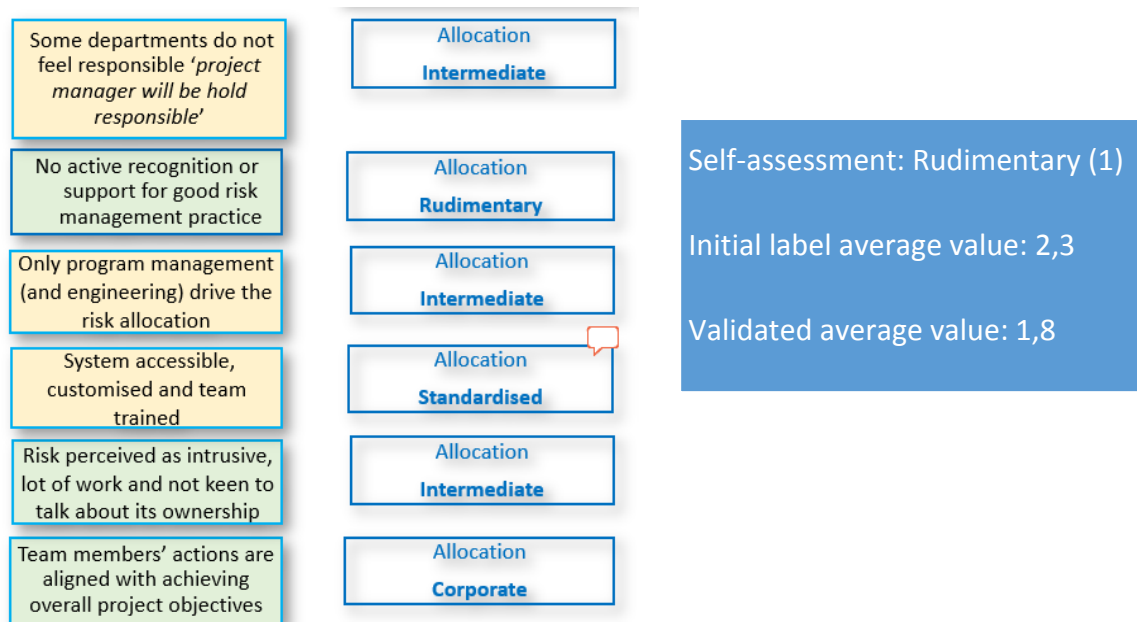 Some departments do not
feel responsible ‘project
manager will be hold
responsible’
Allocation
Intermediate
No active recognition or
support for good risk
management practice
Allocation
Rudimentary
Only program management
(and engineering) drive the
risk allocation
Allocation
Intermediate
System accessible,
customised and team
trained
Allocation
Standardised
Risk perceived as intrusive,
lot of work and not keen to
talk about its ownership
Allocation
Intermediate
Team members’ actions are
aligned with achieving
overall project objectives
Allocation
Corporate
Self-assessment: Rudimentary (1)
Initial label average value: 2,3
Validated average value: 1,8